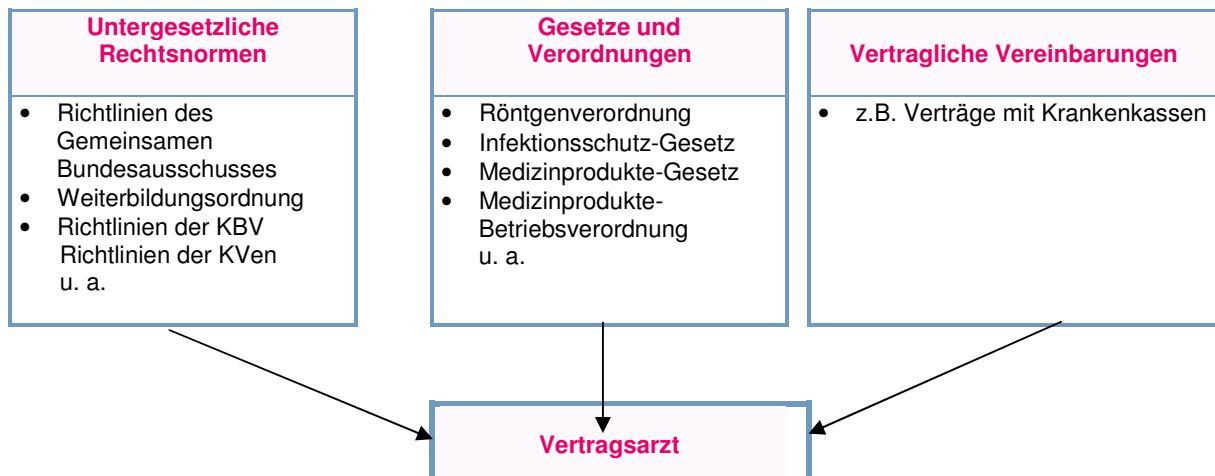 Untergesetzliche
Rechtsnormen
• Richtlinien des
Gemeinsamen
Bundesausschusses
• Weiterbildungsordnung
• Richtlinien der KBV
Richtlinien der KVen
u. a.
Gesetze und
Verordnungen
• Röntgenverordnung
• Infektionsschutz-Gesetz
• Medizinprodukte-Gesetz
• Medizinprodukte-
Betriebsverordnung
u. a.
Vertragliche Vereinbarungen
• z.B. Verträge mit Krankenkassen
Vertragsarzt